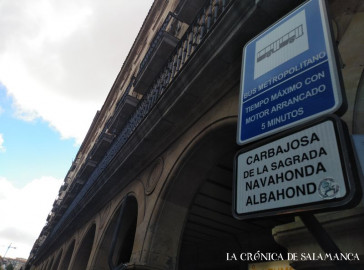 BUS METROPOLITANO
TIEMPO MÁXIMO CON
MOTOR ARRANCADO
5 MINUTOS
CARBAJOSA
DE LA SAGRADA
NAVAHONDA
ALBAHOND
LA CRÓNICA DE SALAMANCA